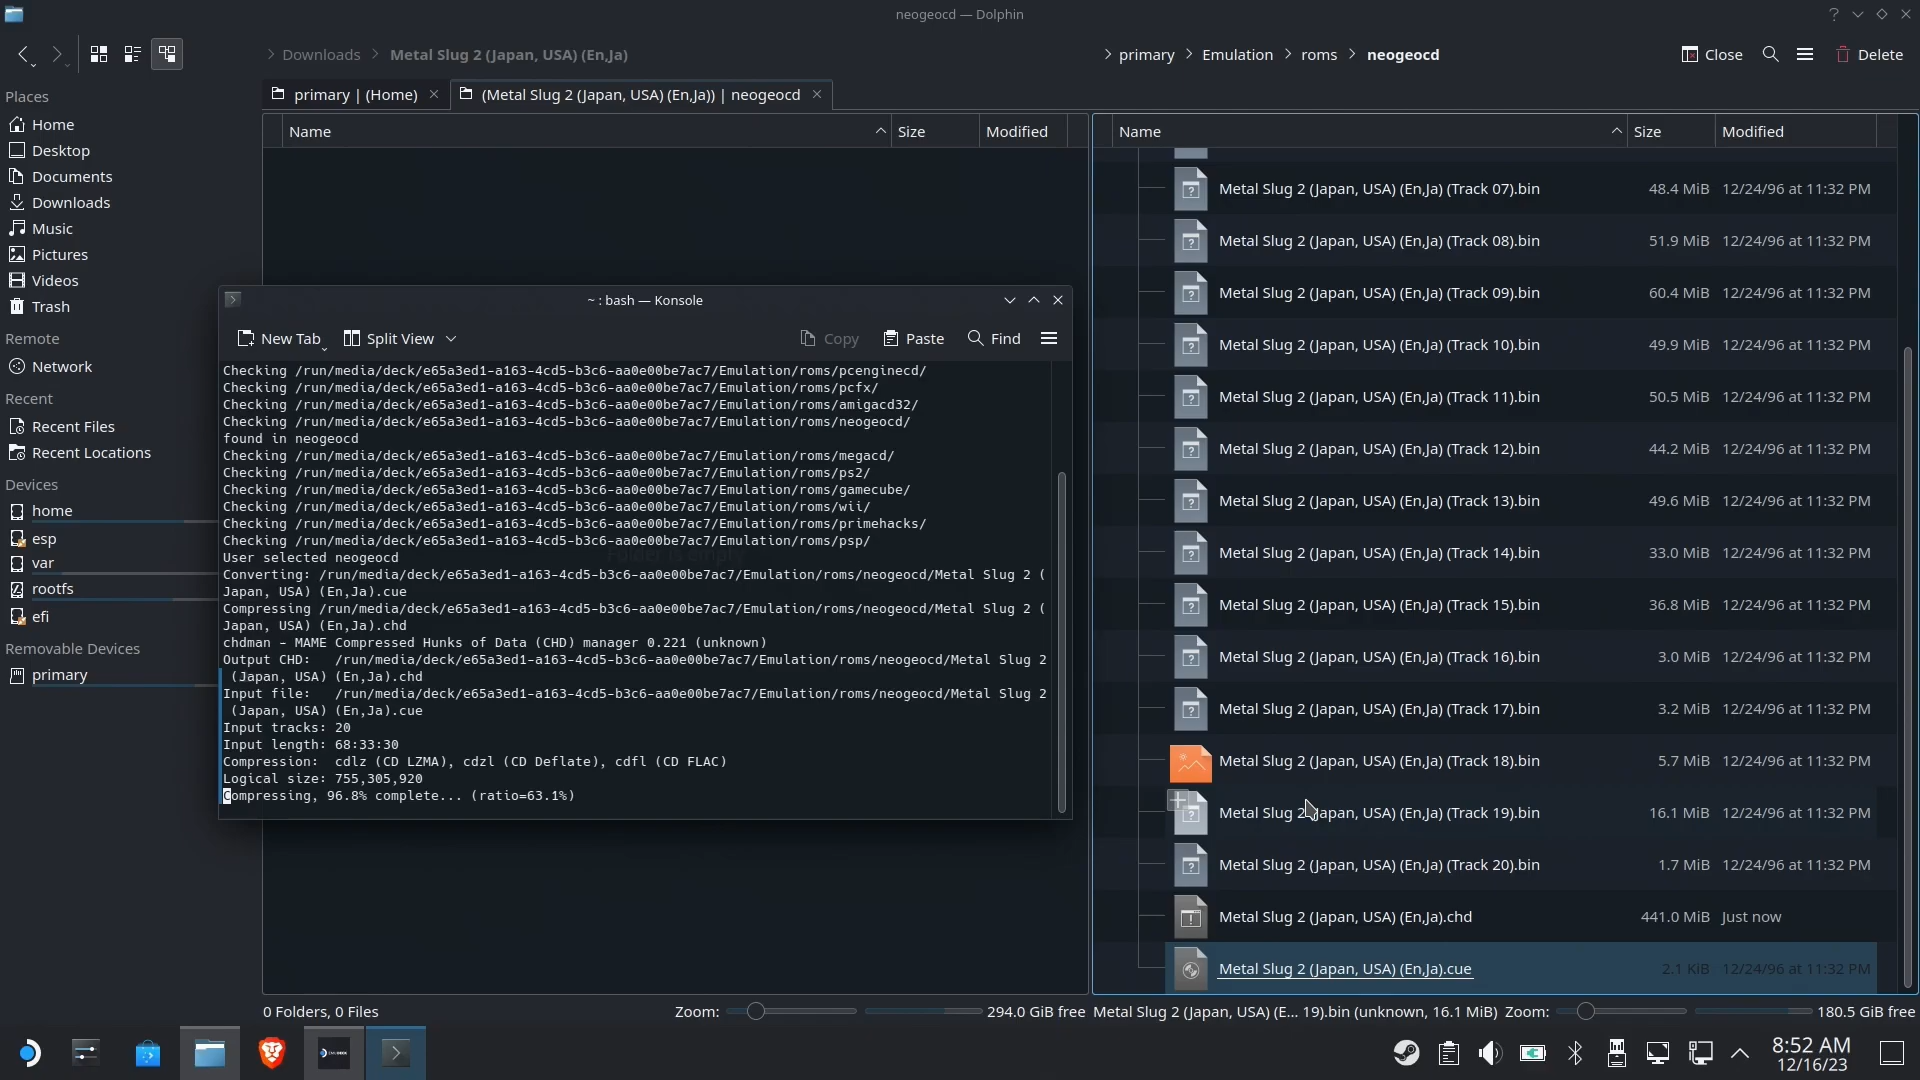 neogeocd — Dolphin
Downloads
Metal Slug 2 (Japan, USA) (En,Ja)
primary
Emulation
roms
neogeocd
Close
Delete
Places
Home
Desktop
Documents
Downloads
Music
Pictures
Videos
Trash
Remote
Network
Recent
Recent Files
Recent Locations
Devices
home
esp
var
rootfs
efi
Removable Devices
primary
primary | (Home)
(Metal Slug 2 (Japan, USA) (En,Ja)) | neogeocd
Name Size Modified
Folder is empty
0 Folders, 0 Files Zoom: 294.0 GiB free
~ : bash — Konsole
New Tab Split View Copy Paste Find
Checking /run/media/deck/e65a3ed1-a163-4cd5-b3c6-aa0e00be7ac7/Emulation/roms/pcenginecd/
Checking /run/media/deck/e65a3ed1-a163-4cd5-b3c6-aa0e00be7ac7/Emulation/roms/pcfx/
Checking /run/media/deck/e65a3ed1-a163-4cd5-b3c6-aa0e00be7ac7/Emulation/roms/amigacd32/
Checking /run/media/deck/e65a3ed1-a163-4cd5-b3c6-aa0e00be7ac7/Emulation/roms/neogeocd/
found in neogeocd
Checking /run/media/deck/e65a3ed1-a163-4cd5-b3c6-aa0e00be7ac7/Emulation/roms/megacd/
Checking /run/media/deck/e65a3ed1-a163-4cd5-b3c6-aa0e00be7ac7/Emulation/roms/ps2/
Checking /run/media/deck/e65a3ed1-a163-4cd5-b3c6-aa0e00be7ac7/Emulation/roms/gamecube/
Checking /run/media/deck/e65a3ed1-a163-4cd5-b3c6-aa0e00be7ac7/Emulation/roms/wii/
Checking /run/media/deck/e65a3ed1-a163-4cd5-b3c6-aa0e00be7ac7/Emulation/roms/primehacks/
Checking /run/media/deck/e65a3ed1-a163-4cd5-b3c6-aa0e00be7ac7/Emulation/roms/psp/
User selected neogeocd
Converting: /run/media/deck/e65a3ed1-a163-4cd5-b3c6-aa0e00be7ac7/Emulation/roms/neogeocd/Metal Slug 2 (
Japan, USA) (En,Ja).cue
Compressing /run/media/deck/e65a3ed1-a163-4cd5-b3c6-aa0e00be7ac7/Emulation/roms/neogeocd/Metal Slug 2 (
Japan, USA) (En,Ja).chd
chdman - MAME Compressed Hunks of Data (CHD) manager 0.221 (unknown)
Output CHD: /run/media/deck/e65a3ed1-a163-4cd5-b3c6-aa0e00be7ac7/Emulation/roms/neogeocd/Metal Slug 2
(Japan, USA) (En,Ja).chd
Input file: /run/media/deck/e65a3ed1-a163-4cd5-b3c6-aa0e00be7ac7/Emulation/roms/neogeocd/Metal Slug 2
(Japan, USA) (En,Ja).cue
Input tracks: 20
Input length: 68:33:30
Compression: cdlz (CD LZMA), cdzl (CD Deflate), cdfl (CD FLAC)
Logical size: 755,305,920
Compressing, 96.8% complete... (ratio=63.1%)
Name Size Modified
Metal Slug 2 (Japan, USA) (En,Ja) (Track 07).bin 48.4 MiB 12/24/96 at 11:32 PM
Metal Slug 2 (Japan, USA) (En,Ja) (Track 08).bin 51.9 MiB 12/24/96 at 11:32 PM
Metal Slug 2 (Japan, USA) (En,Ja) (Track 09).bin 60.4 MiB 12/24/96 at 11:32 PM
Metal Slug 2 (Japan, USA) (En,Ja) (Track 10).bin 49.9 MiB 12/24/96 at 11:32 PM
Metal Slug 2 (Japan, USA) (En,Ja) (Track 11).bin 50.5 MiB 12/24/96 at 11:32 PM
Metal Slug 2 (Japan, USA) (En,Ja) (Track 12).bin 44.2 MiB 12/24/96 at 11:32 PM
Metal Slug 2 (Japan, USA) (En,Ja) (Track 13).bin 49.6 MiB 12/24/96 at 11:32 PM
Metal Slug 2 (Japan, USA) (En,Ja) (Track 14).bin 33.0 MiB 12/24/96 at 11:32 PM
Metal Slug 2 (Japan, USA) (En,Ja) (Track 15).bin 36.8 MiB 12/24/96 at 11:32 PM
Metal Slug 2 (Japan, USA) (En,Ja) (Track 16).bin 3.0 MiB 12/24/96 at 11:32 PM
Metal Slug 2 (Japan, USA) (En,Ja) (Track 17).bin 3.2 MiB 12/24/96 at 11:32 PM
Metal Slug 2 (Japan, USA) (En,Ja) (Track 18).bin 5.7 MiB 12/24/96 at 11:32 PM
Metal Slug 2 (Japan, USA) (En,Ja) (Track 19).bin 16.1 MiB 12/24/96 at 11:32 PM
Metal Slug 2 (Japan, USA) (En,Ja) (Track 20).bin 1.7 MiB 12/24/96 at 11:32 PM
Metal Slug 2 (Japan, USA) (En,Ja).chd 441.0 MiB Just now
Metal Slug 2 (Japan, USA) (En,Ja).cue 2.1 KiB 12/24/96 at 11:32 PM
Metal Slug 2 (Japan, USA) (E... 19).bin (unknown, 16.1 MiB) Zoom: 180.5 GiB free
8:52 AM
12/16/23